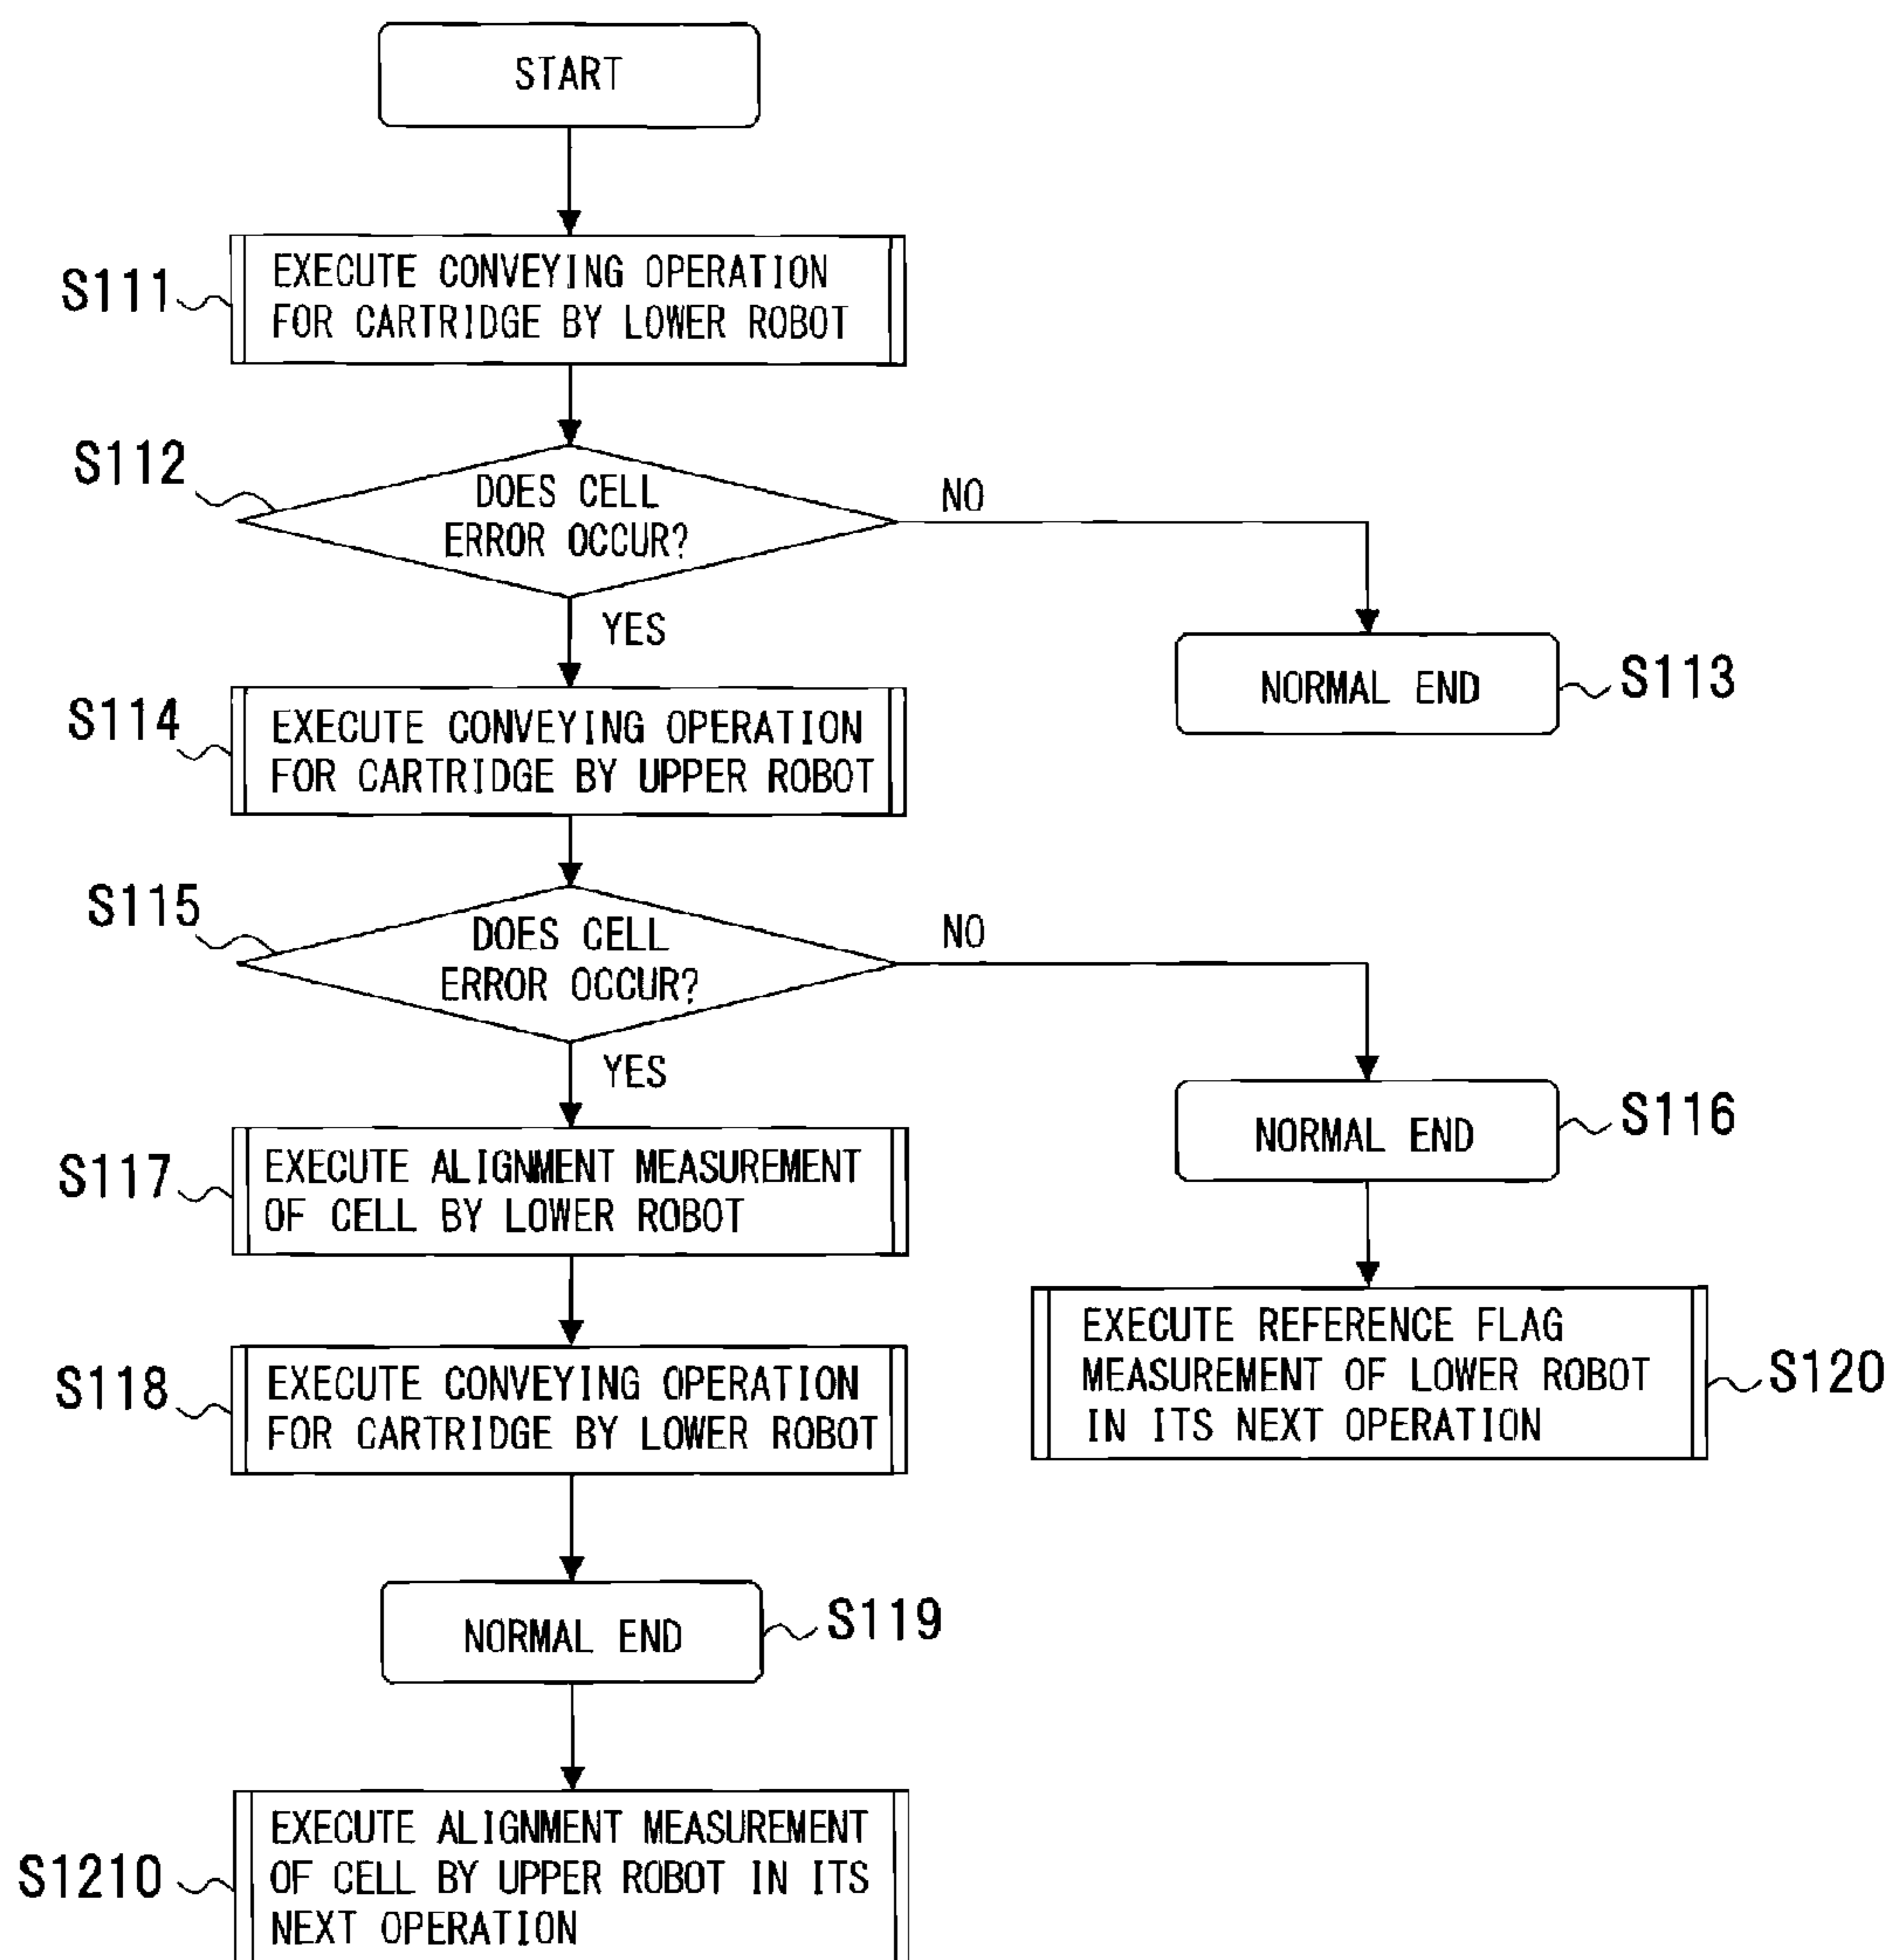 START
S111
EXECUTE CONVEYING OPERATION
FOR CARTRIDGE BY LOWER ROBOT
S112
DOES CELL
ERROR OCCUR?
NO
YES
NORMAL END
S113
S114
EXECUTE CONVEYING OPERATION
FOR CARTRIDGE BY UPPER ROBOT
S115
DOES CELL
ERROR OCCUR?
NO
YES
NORMAL END
S116
S117
EXECUTE ALIGNMENT MEASUREMENT
OF CELL BY LOWER ROBOT
EXECUTE REFERENCE FLAG
MEASUREMENT OF LOWER ROBOT
IN ITS NEXT OPERATION
S120
S118
EXECUTE CONVEYING OPERATION
FOR CARTRIDGE BY LOWER ROBOT
NORMAL END
S119
S1210
EXECUTE ALIGNMENT MEASUREMENT
OF CELL BY UPPER ROBOT IN ITS
NEXT OPERATION